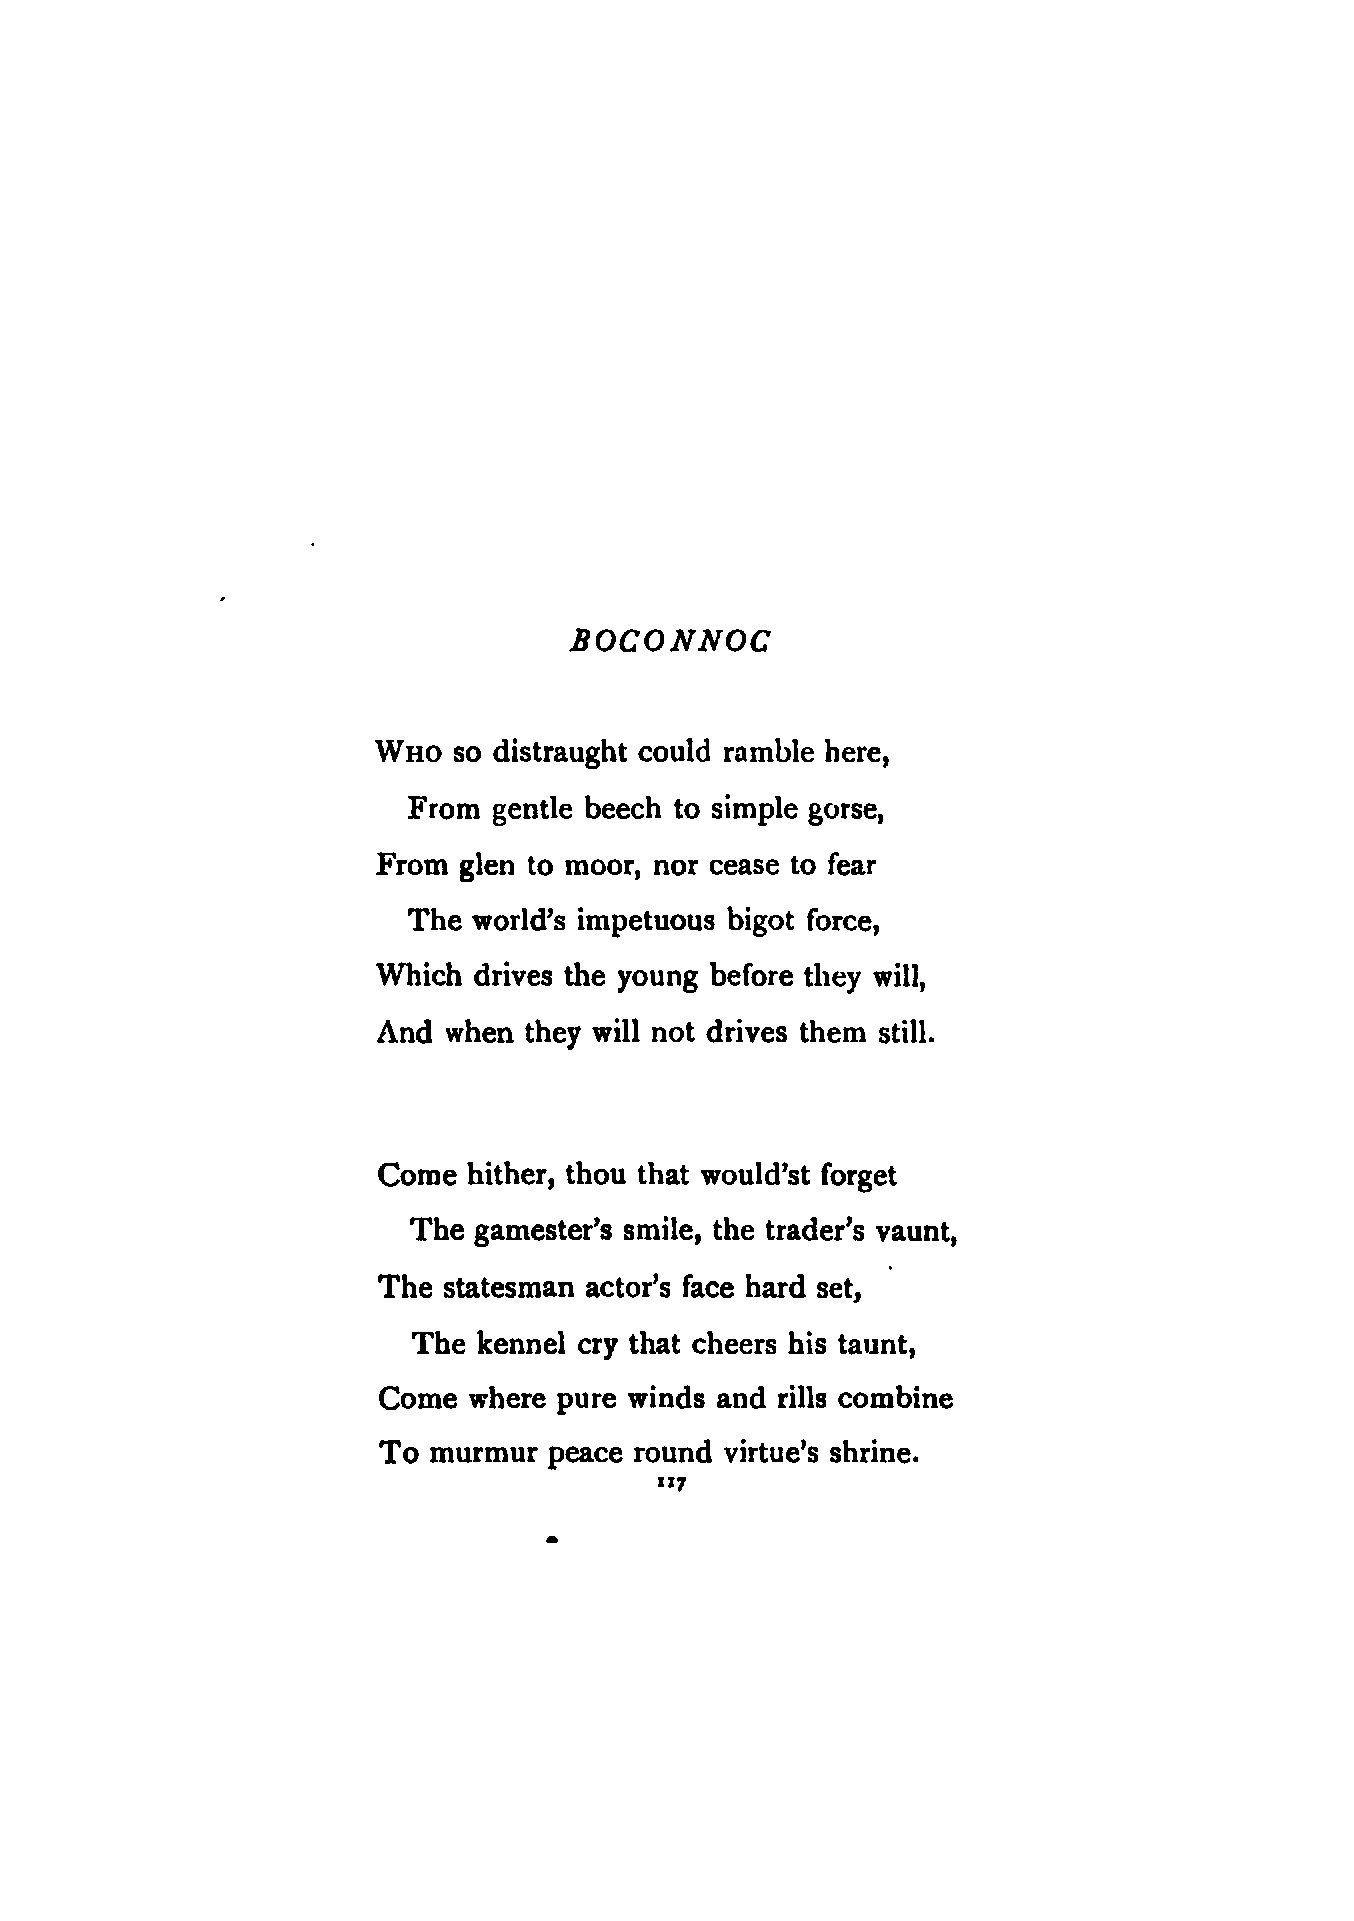 BOCONNOC
WHO so distraught could ramble here,
From gentle beech to simple gorse,
From glen to moor, nor cease to fear
The world's impetuous bigot force,
Which drives the young before they will,
And when they will not drives them still.
Come hither, thou that would'st forget
The gamester's smile, the trader's vaunt,
The statesman actor's face hard set,
The kennel cry that cheers his taunt,
Come where pure winds and rills combine
To murmur peace round virtue's shrine.
117